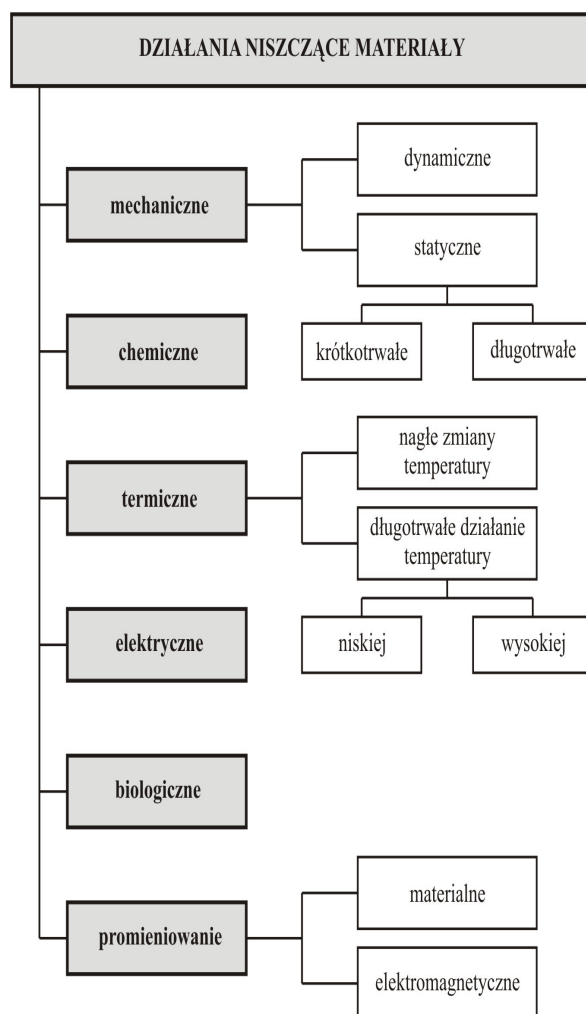 DZIAŁANIA NISZCZĄCE MATERIAŁY
mechaniczne
dynamiczne
statyczne
krótkotrwałe
długotrwałe
chemiczne
termiczne
nagłe zmiany
temperatury
długotrwałe działanie
temperatury
niskiej
wysokiej
elektryczne
biologiczne
promieniowanie
materialne
elektromagnetyczne